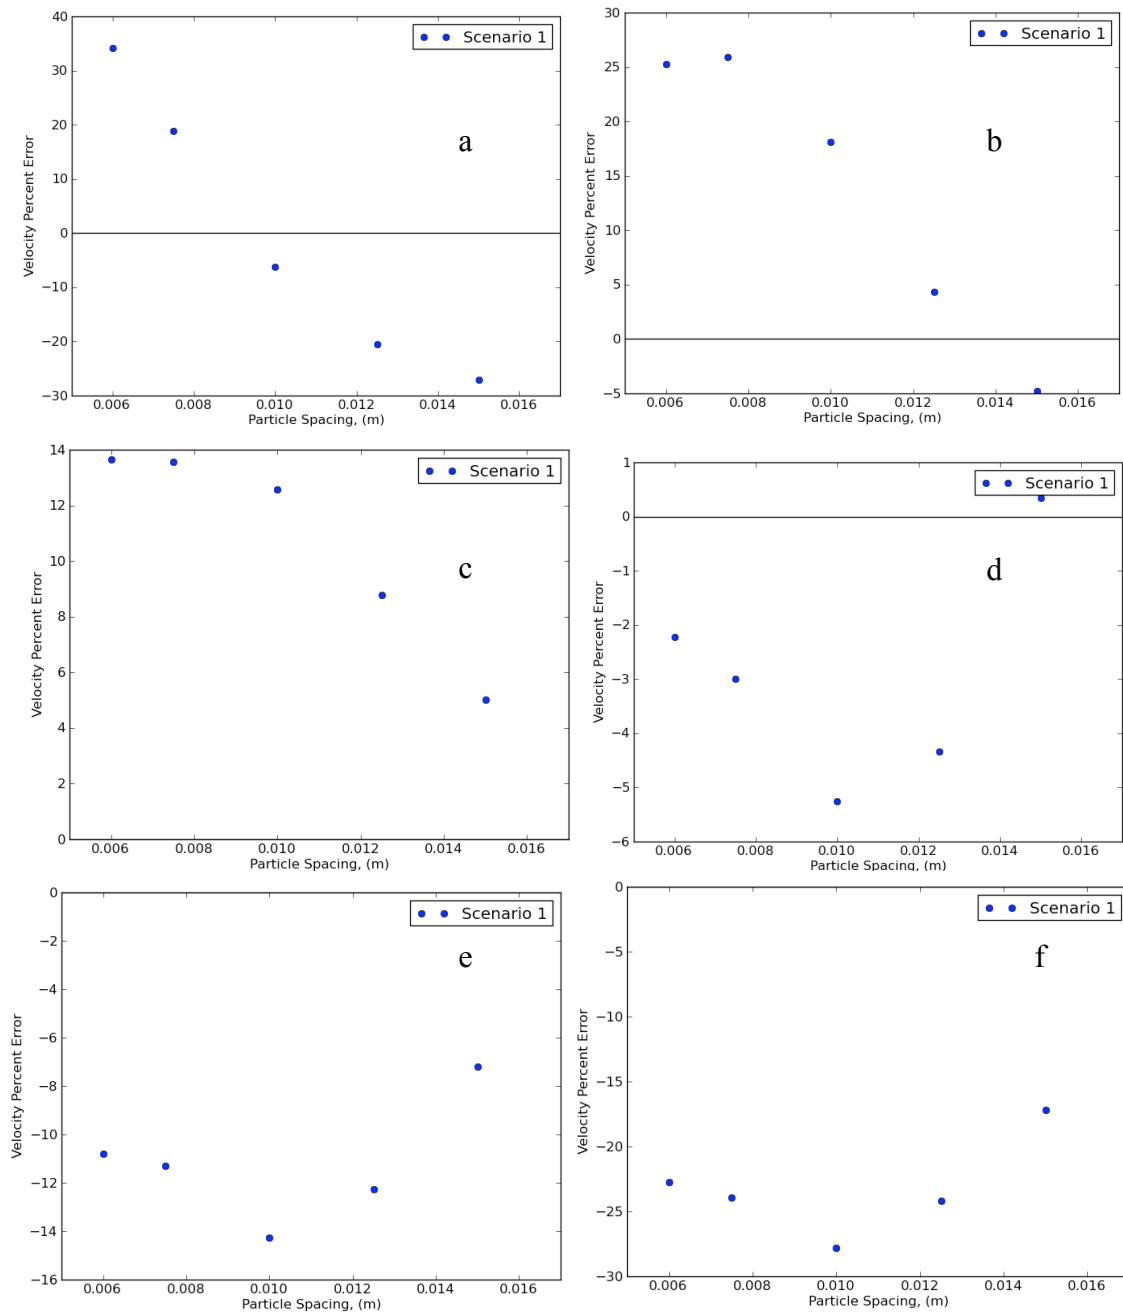 40
30
20
10
0
−10
−20
−30
Velocity Percent Error
Scenario 1
a
0.006 0.008 0.010 0.012 0.014 0.016
Particle Spacing, (m)
30
25
20
15
10
5
0
−5
Velocity Percent Error
Scenario 1
b
0.006 0.008 0.010 0.012 0.014 0.016
Particle Spacing, (m)
14
12
10
8
6
4
2
0
Velocity Percent Error
Scenario 1
c
0.006 0.008 0.010 0.012 0.014 0.016
Particle Spacing, (m)
1
0
−1
−2
−3
−4
−5
−6
Velocity Percent Error
Scenario 1
d
0.006 0.008 0.010 0.012 0.014 0.016
Particle Spacing, (m)
0
−2
−4
−6
−8
−10
−12
−14
−16
Velocity Percent Error
Scenario 1
e
0.006 0.008 0.010 0.012 0.014 0.016
Particle Spacing, (m)
0
−5
−10
−15
−20
−25
−30
Velocity Percent Error
Scenario 1
f
0.006 0.008 0.010 0.012 0.014 0.016
Particle Spacing, (m)